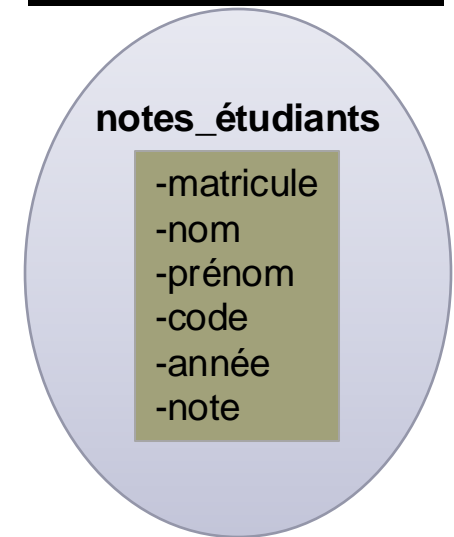 notes_étudiants
-matricule
-nom
-prénom
-code
-année
-note